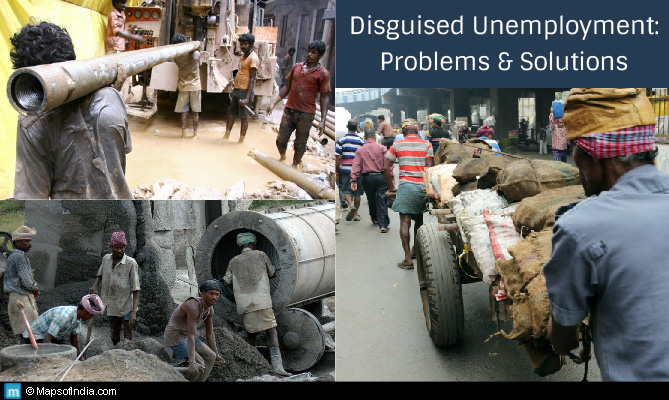 Disguised Unemployment:
Problems & Solutions
m © MapsofIndia.com